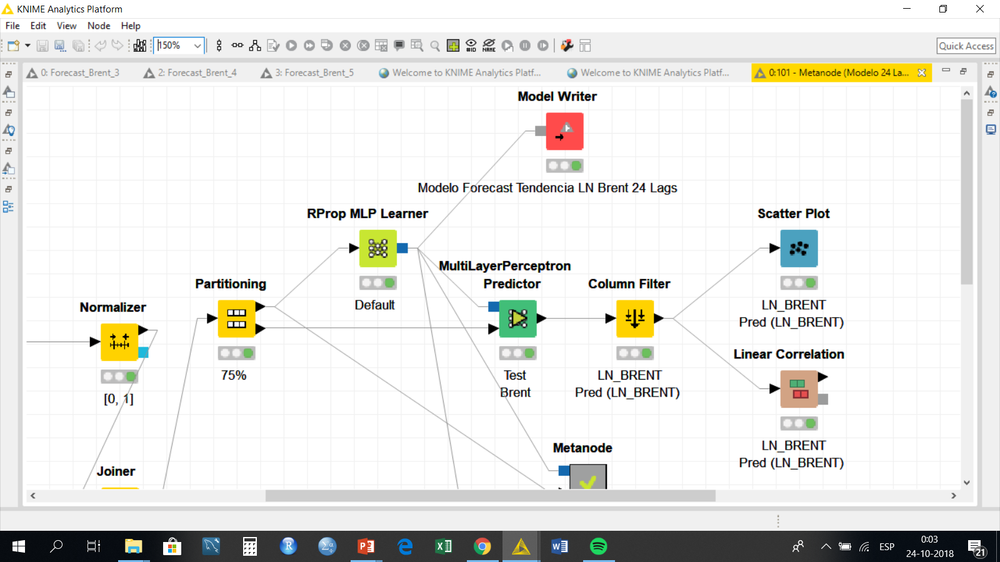 KNIME Analytics Platform
File Edit View Node Help
150%
#ID
NAME
Quick Access
0: Forecast_Brent_3
2: Forecast_Brent_4
3: Forecast_Brent_5
Welcome to KNIME Analytics Platf...
Welcome to KNIME Analytics Platf...
0:101 - Metanode (Modelo 24 La...
Model Writer
Modelo Forecast Tendencia LN Brent 24 Lags
RProp MLP Learner
Default
Scatter Plot
LN_BRENT
Pred (LN_BRENT)
MultiLayerPerceptron
Predictor
Test
Brent
Column Filter
LN_BRENT
Pred (LN_BRENT)
Partitioning
75%
Normalizer
[0, 1]
Linear Correlation
LN_BRENT
Pred (LN_BRENT)
Metanode
Joiner
R
Σα
P
X
W
ESP
0:03
24-10-2018
21